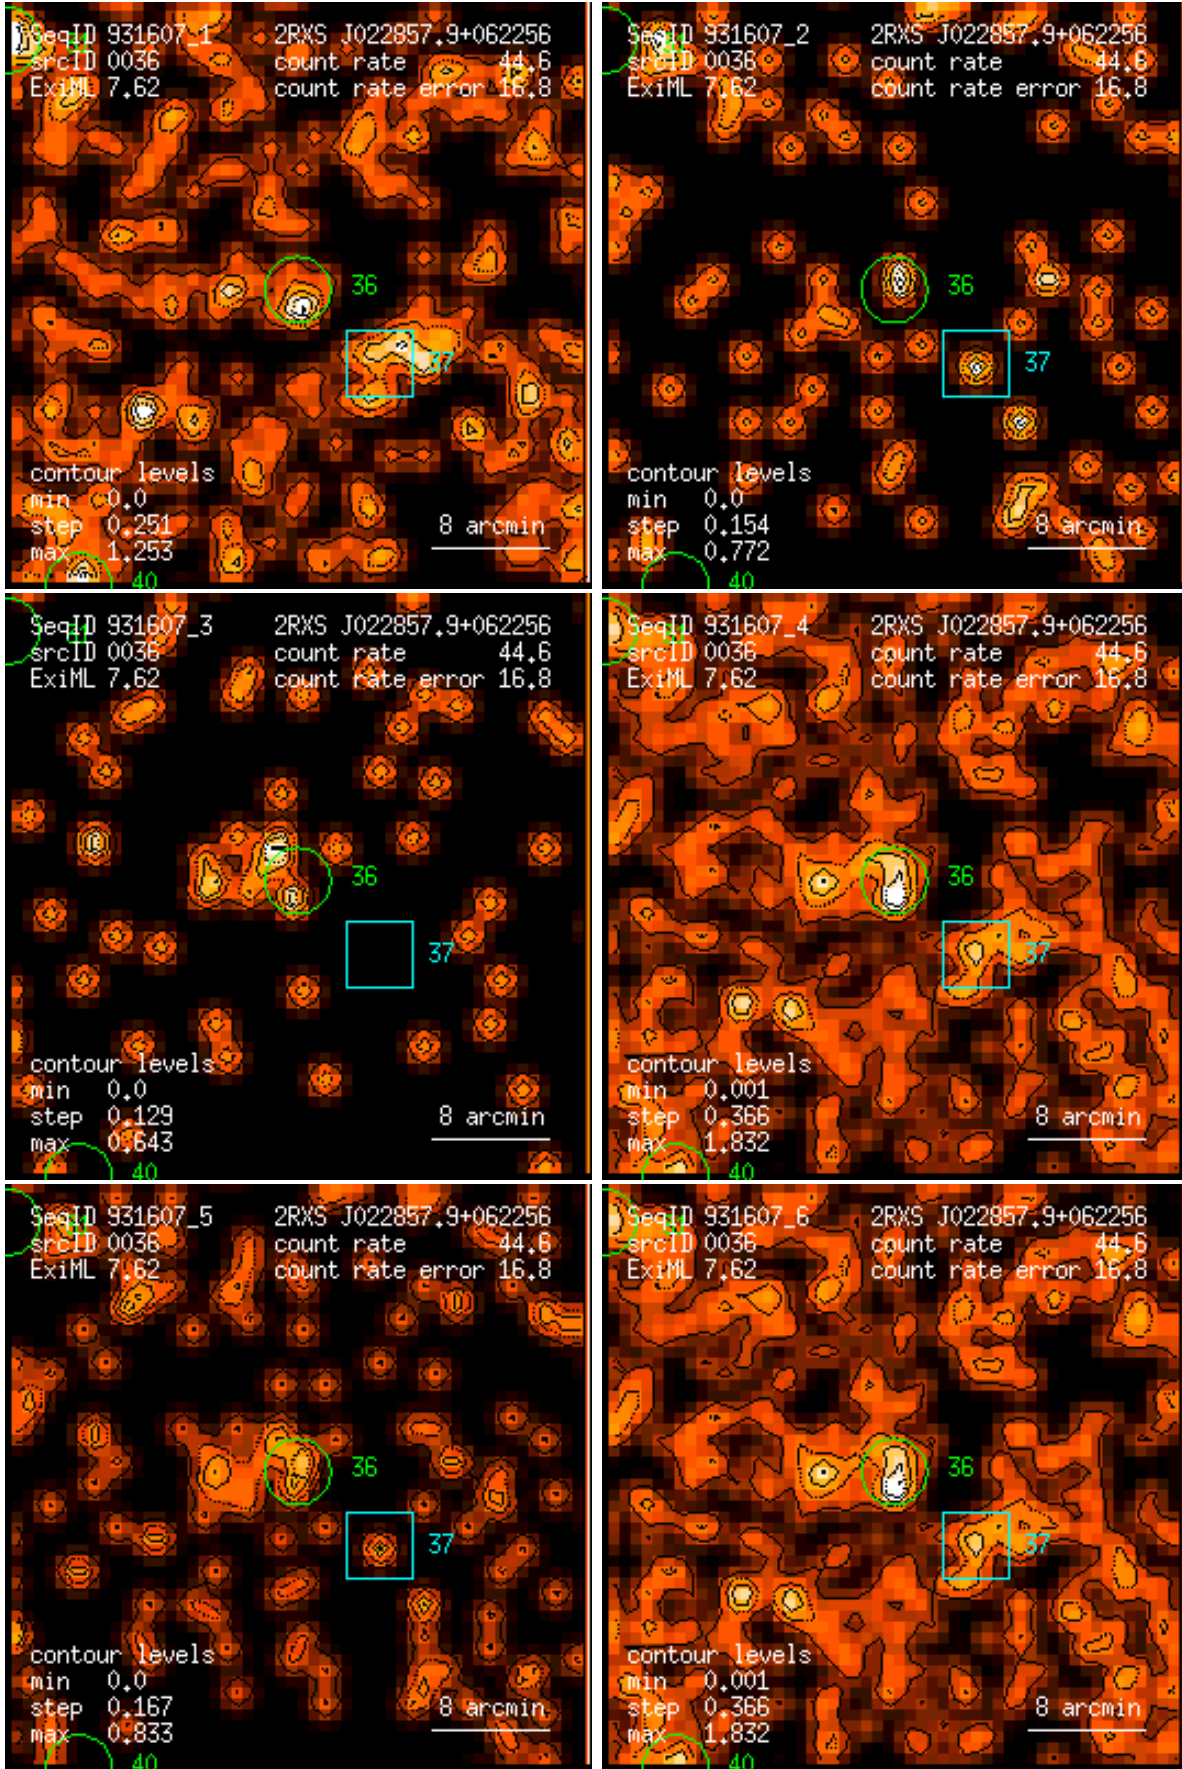 SeqID 931607_1 2RXS J022857.9+062256
srcID 0036 count rate 44.6
ExiML 7.62 count rate error 16.8
36
37
contour levels
min 0.0
step 0.251
max 1.253
8 arcmin
40
SeqID 931607_2 2RXS J022857.9+062256
srcID 0036 count rate 44.6
ExiML 7.62 count rate error 16.8
36
37
contour levels
min 0.0
step 0.154
max 0.772
8 arcmin
40
SeqID 931607_3 2RXS J022857.9+062256
srcID 0036 count rate 44.6
ExiML 7.62 count rate error 16.8
36
37
contour levels
min 0.0
step 0.129
max 0.643
8 arcmin
40
SeqID 931607_4 2RXS J022857.9+062256
srcID 0036 count rate 44.6
ExiML 7.62 count rate error 16.8
36
37
contour levels
min 0.001
step 0.366
max 1.832
8 arcmin
40
SeqID 931607_5 2RXS J022857.9+062256
srcID 0036 count rate 44.6
ExiML 7.62 count rate error 16.8
36
37
contour levels
min 0.0
step 0.167
max 0.833
8 arcmin
40
SeqID 931607_6 2RXS J022857.9+062256
srcID 0036 count rate 44.6
ExiML 7.62 count rate error 16.8
36
37
contour levels
min 0.001
step 0.366
max 1.832
8 arcmin
40